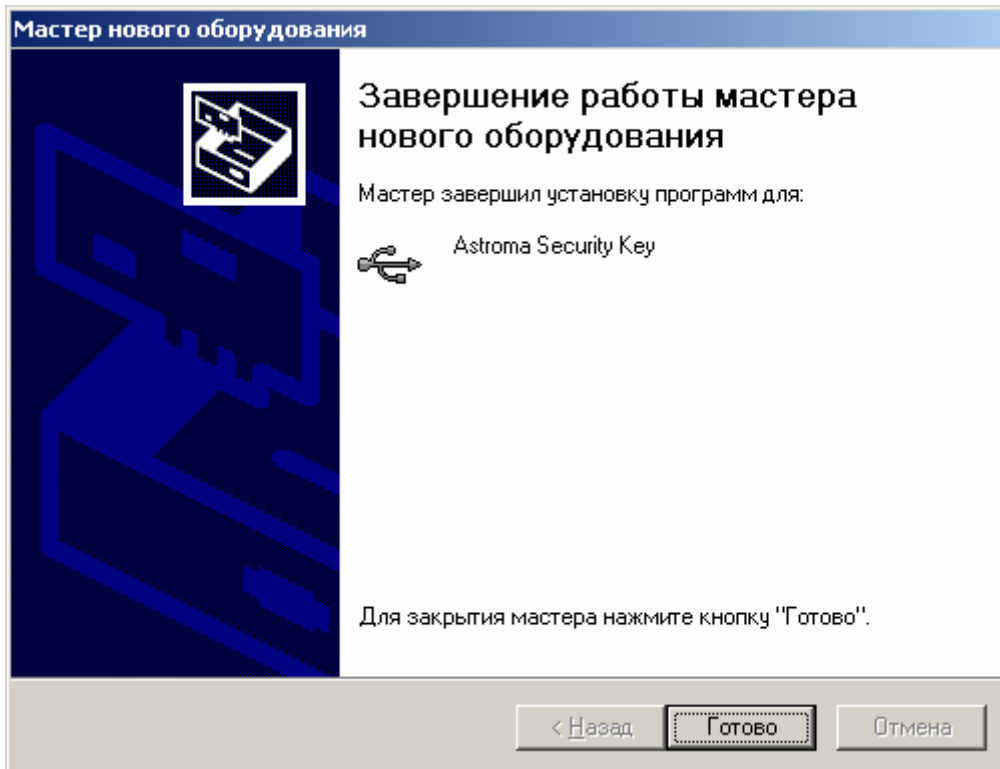 Мастер нового оборудования
Завершение работы мастера
нового оборудования
Мастер завершил установку программ для:
Astroma Security Key
Для закрытия мастера нажмите кнопку "Готово".
< Назад
Готово
Отмена